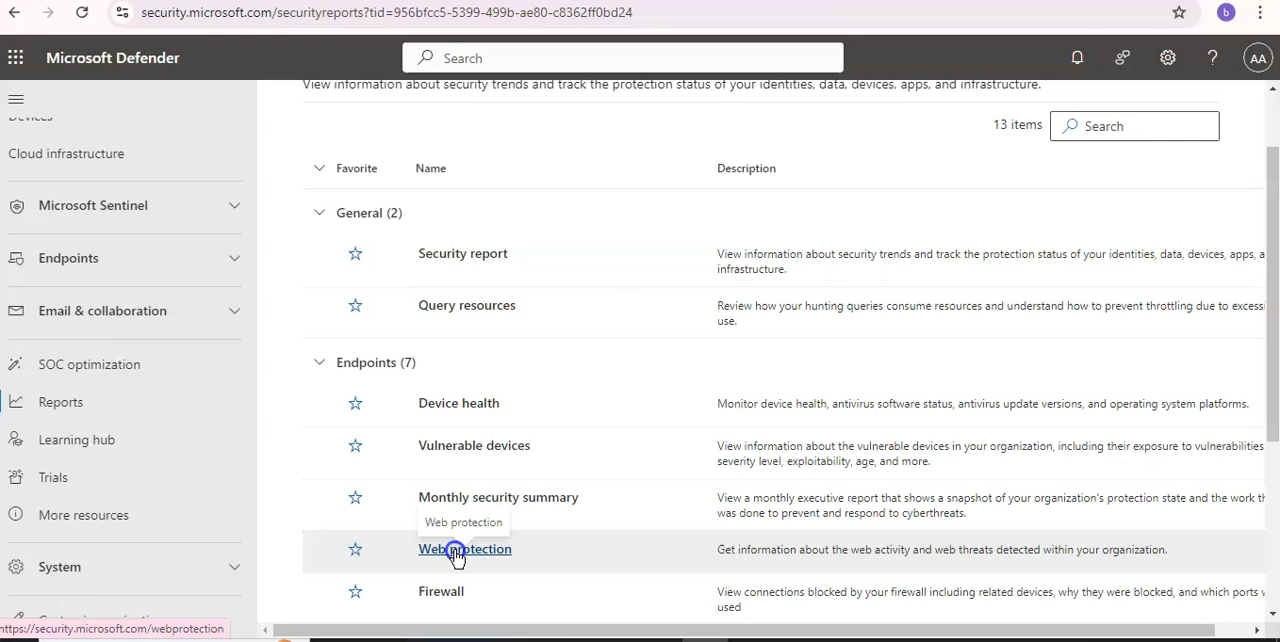 security.microsoft.com/securityreports?tid=956bfcc5-5399-499b-ae80-c8362ff0bd24
b
Microsoft Defender
Search
AA
View information about security trends and track the protection status of your identities, data, devices, apps, and infrastructure.
Devices
Cloud infrastructure
Microsoft Sentinel
Endpoints
Email & collaboration
SOC optimization
Reports
Learning hub
Trials
More resources
System
13 items
Search
Favorite Name Description
General (2)
Security report
View information about security trends and track the protection status of your identities, data, devices, apps, a
infrastructure.
Query resources
Review how your hunting queries consume resources and understand how to prevent throttling due to excessi
use.
Endpoints (7)
Device health
Monitor device health, antivirus software status, antivirus update versions, and operating system platforms.
Vulnerable devices
View information about the vulnerable devices in your organization, including their exposure to vulnerabilities
severity level, exploitability, age, and more.
Monthly security summary
View a monthly executive report that shows a snapshot of your organization's protection state and the work th
was done to prevent and respond to cyberthreats.
Web protection
Web protection
Get information about the web activity and web threats detected within your organization.
Firewall
View connections blocked by your firewall including related devices, why they were blocked, and which ports w
used
https://security.microsoft.com/webprotection